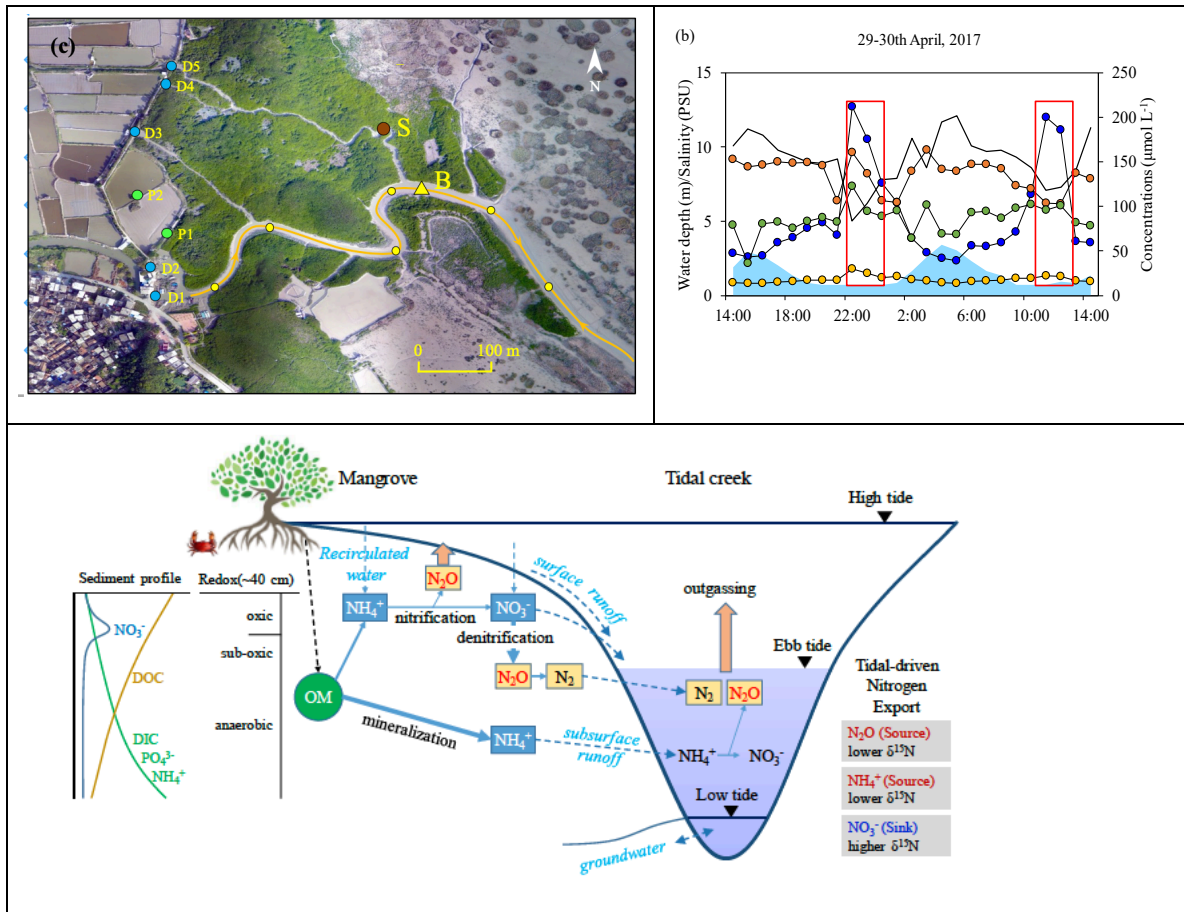 (c)
N
D5
D4
D3
S
P2
B
P1
D2
D1
0 100 m
(b)
29-30th April, 2017
Water depth (m)/Salinity (PSU)
15
10
5
0
Concentrations (μmol L⁻¹)
250
200
150
100
50
0
14:00 18:00 22:00 2:00 6:00 10:00 14:00
Mangrove
Tidal creek
High tide
Recirculated
water
Sediment profile
Redox(~40 cm)
N₂O
surface
runoff
outgassing
NO₃⁻
oxic
NH₄⁺
nitrification
NO₃⁻
denitrification
Ebb tide
sub-oxic
DOC
OM
N₂O
N₂
N₂
N₂O
Tidal-driven
Nitrogen
Export
anaerobic
mineralization
NH₄⁺
subsurface
runoff
NH₄⁺
NO₃⁻
DIC
PO₄³⁻
NH₄⁺
N₂O (Source)
lower δ¹⁵N
NH₄⁺ (Source)
lower δ¹⁵N
Low tide
NO₃⁻ (Sink)
higher δ¹⁵N
groundwater